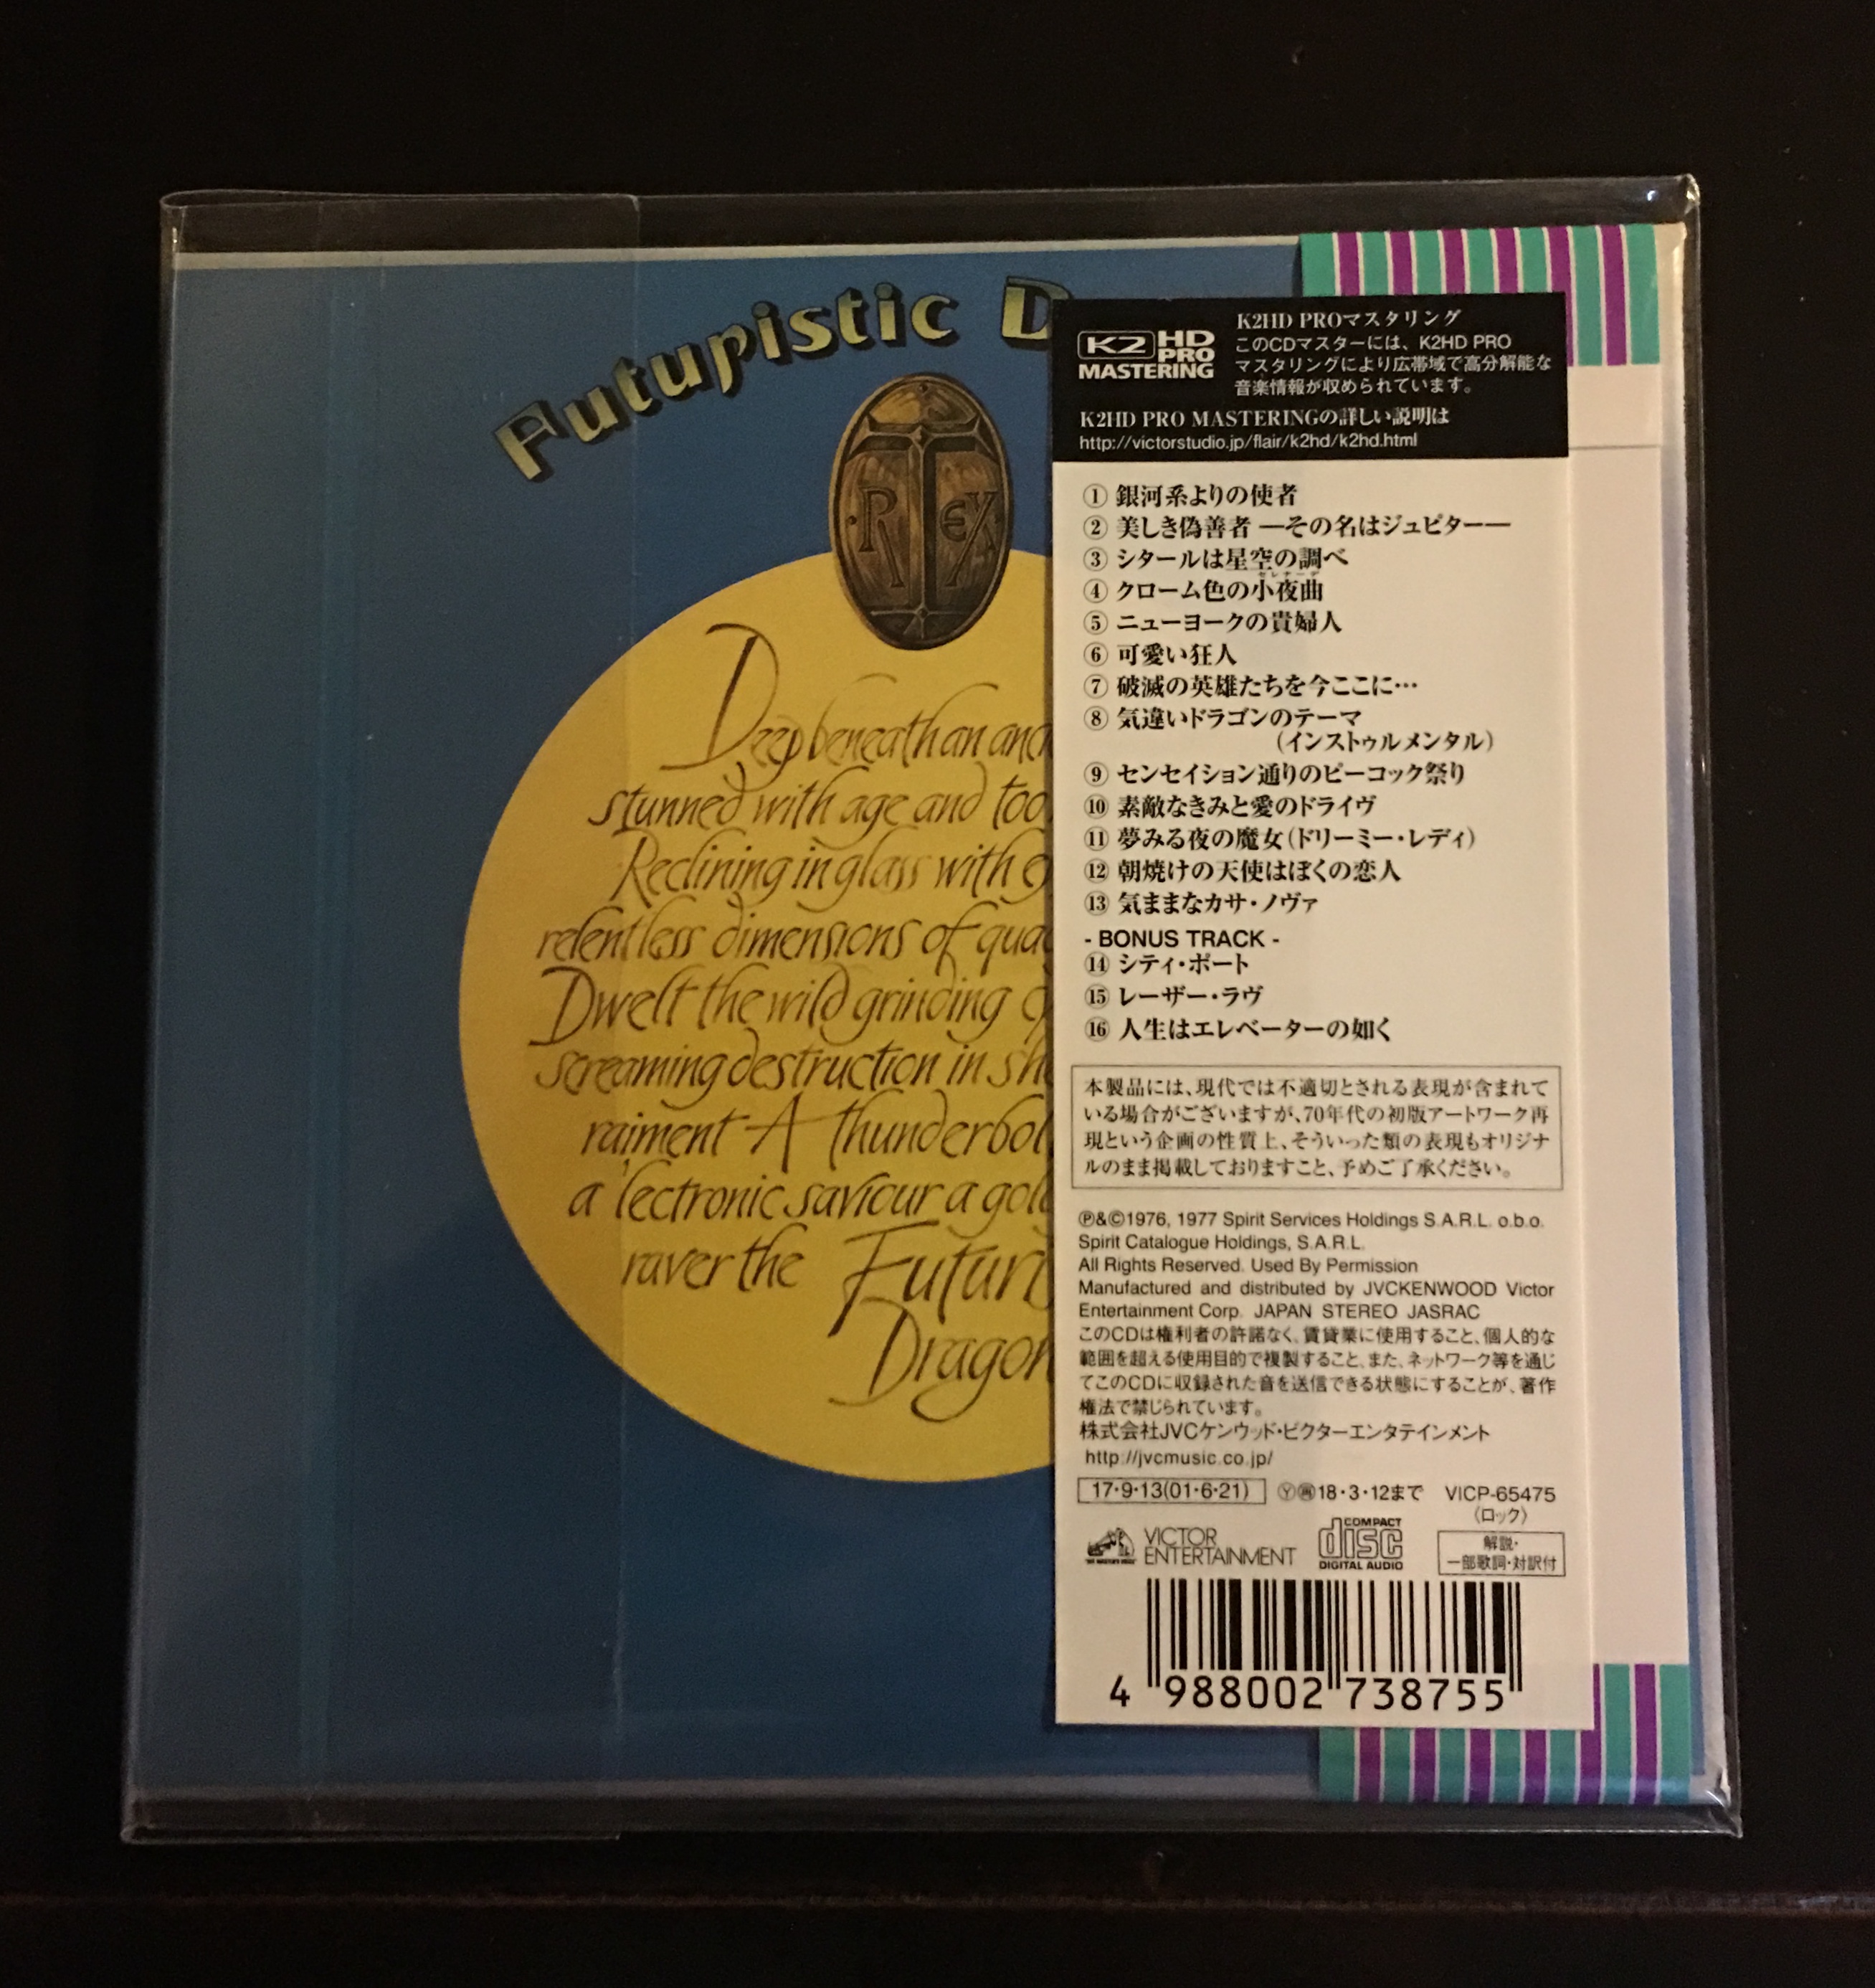 Futuristic D
R T EX
Deep beneath an anc
stunned with age and too
Reclining in glass with e
relentless dimensions of qua
Dwelt the wild grinding
screaming destruction in sh
raiment - A thunderbol
a 'lectronic saviour a gol
raver the Futuris
Dragon
K2 HD
PRO
MASTERING
K2HD PROマスタリング
このCDマスターには、K2HD PRO
マスタリングにより広帯域で高分解能な
音楽情報が収められています。
K2HD PRO MASTERINGの詳しい説明は
http://victorstudio.jp/flair/k2hd/k2hd.html
① 銀河系よりの使者
② 美しき偽善者 ―その名はジュピター―
③ シタールは星空の調べ
セレナーデ
④ クローム色の小夜曲
⑤ ニューヨークの貴婦人
⑥ 可愛い狂人
⑦ 破滅の英雄たちを今ここに…
⑧ 気違いドラゴンのテーマ
(インストゥルメンタル)
⑨ センセイション通りのピーコック祭り
⑩ 素敵なきみと愛のドライヴ
⑪ 夢みる夜の魔女(ドリーミー・レディ)
⑫ 朝焼けの天使はぼくの恋人
⑬ 気ままなカサ・ノヴァ
- BONUS TRACK -
⑭ シティ・ポート
⑮ レーザー・ラヴ
⑯ 人生はエレベーターの如く
本製品には、現代では不適切とされる表現が含まれて
いる場合がございますが、70年代の初版アートワーク再
現という企画の性質上、そういった類の表現もオリジナ
ルのまま掲載しておりますこと、予めご了承ください。
℗&©1976, 1977 Spirit Services Holdings S.A.R.L. o.b.o.
Spirit Catalogue Holdings, S.A.R.L.
All Rights Reserved. Used By Permission
Manufactured and distributed by JVCKENWOOD Victor
Entertainment Corp. JAPAN STEREO JASRAC
このCDは権利者の許諾なく、賃貸業に使用すること、個人的な
範囲を超える使用目的で複製すること、また、ネットワーク等を通じ
てこのCDに収録された音を送信できる状態にすることが、著作
権法で禁じられています。
株式会社JVCケンウッド・ビクターエンタテインメント
http://jvcmusic.co.jp/
17・9・13(01・6・21) Ⓨ 18・3・12まで VICP-65475
(ロック)
VICTOR
ENTERTAINMENT
COMPACT
disc
DIGITAL AUDIO
解説・
一部歌詞・対訳付
4 988002 738755